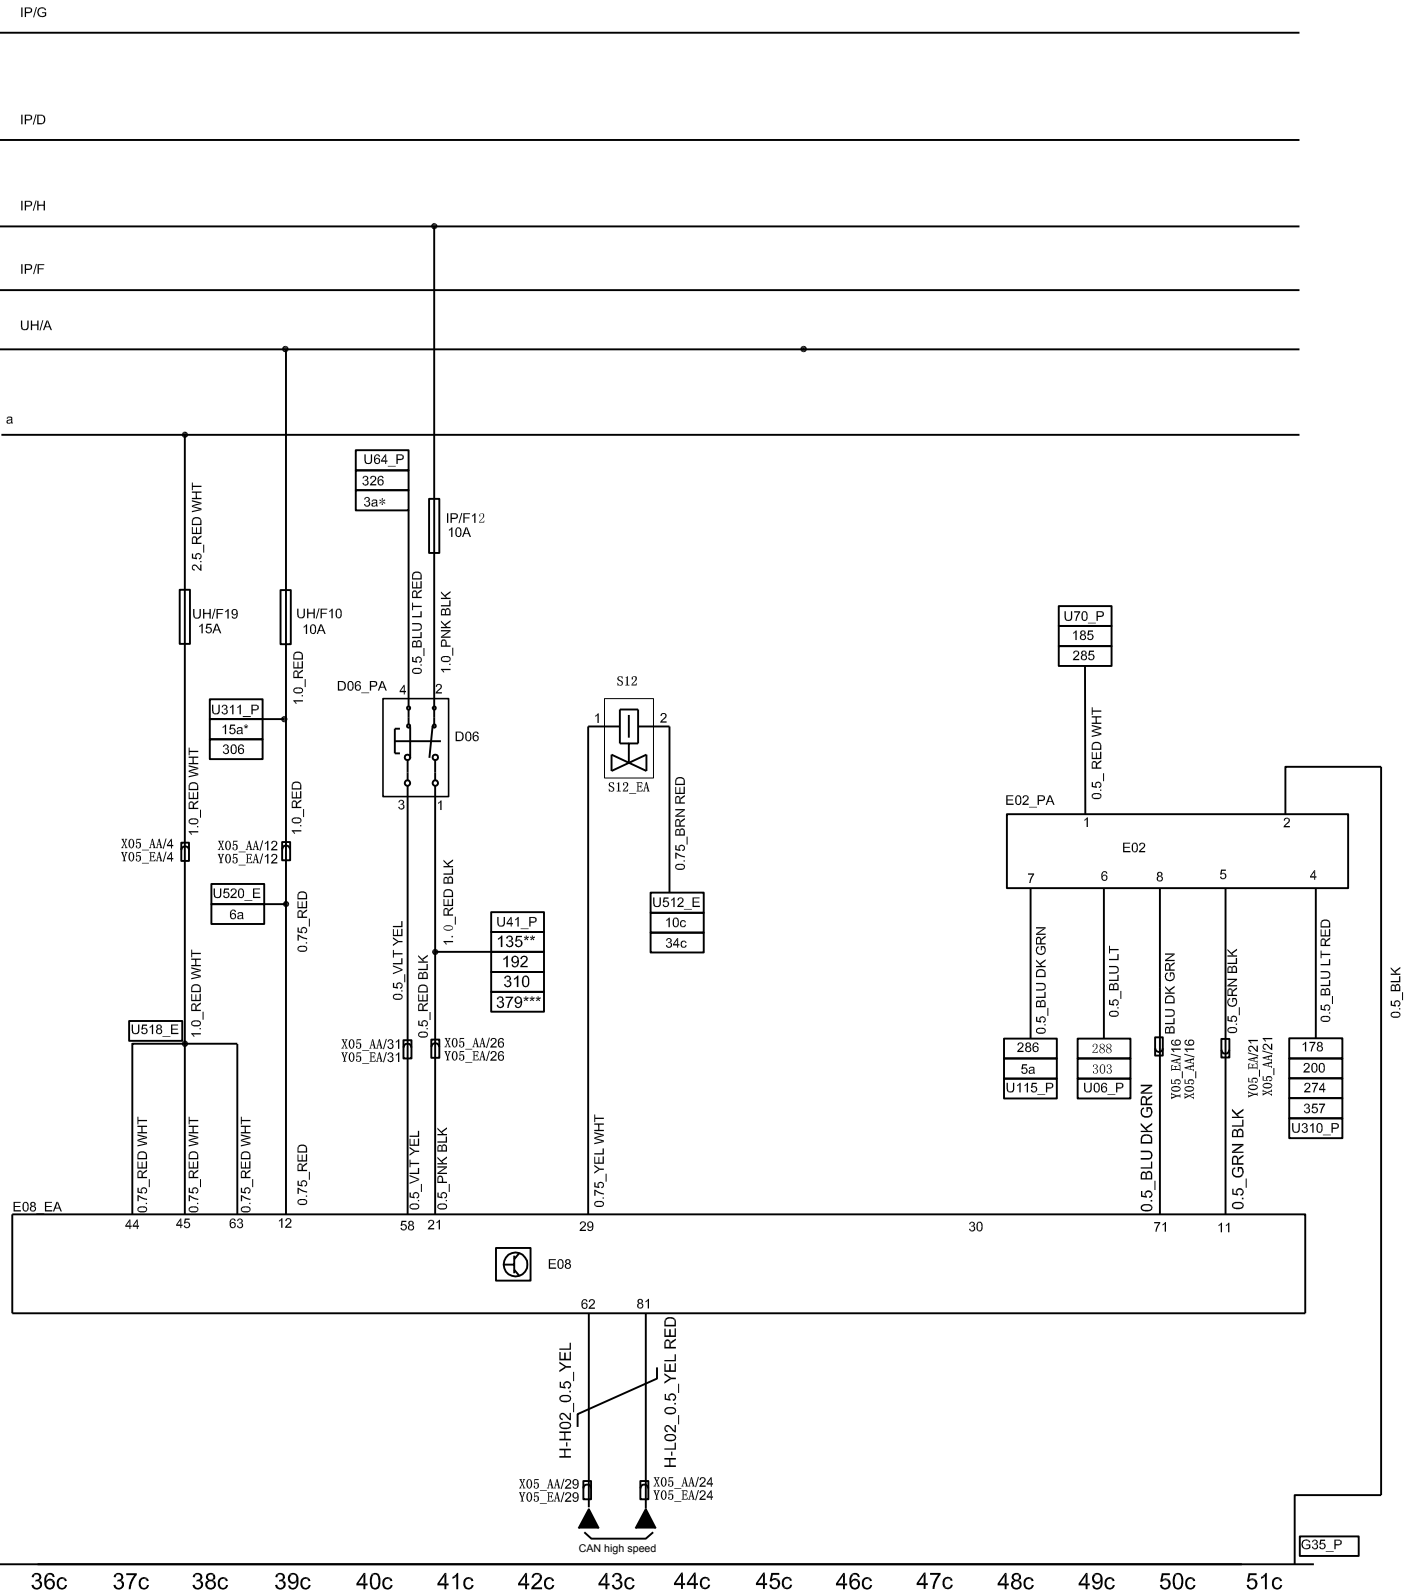 IP/G
IP/D
IP/H
IP/F
UH/A
a
2.5_RED WHT
UH/F19
15A
UH/F10
10A
1.0_RED
U311_P
15a*
306
1.0_RED WHT
1.0_RED
X05_AA/4
Y05_EA/4
X05_AA/12
Y05_EA/12
U520_E
6a
0.75_RED
1.0_RED WHT
U518_E
0.75_RED WHT
0.75_RED WHT
0.75_RED WHT
0.75_RED
U64_P
326
3a*
IP/F12
10A
0.5_BLU LT RED
1.0_PNK BLK
D06_PA
4
2
D06
3
1
1.0_RED BLK
U41_P
135**
192
310
379***
0.5_VLT YEL
0.5_RED BLK
X05_AA/31
Y05_EA/31
X05_AA/26
Y05_EA/26
0.5_VLT YEL
0.5_PNK BLK
S12
1
2
S12_EA
0.75_BRN RED
U512_E
10c
34c
0.75_YEL WHT
U70_P
185
285
0.5_ RED WHT
E02_PA
1
2
E02
7
6
8
5
4
0.5_BLU DK GRN
0.5_BLU LT
BLU DK GRN
0.5_GRN BLK
0.5_BLU LT RED
0.5_BLK
286
5a
U115_P
288
303
U06_P
Y05_EA/16
X05_AA/16
Y05_EA/21
X05_AA/21
178
200
274
357
U310_P
0.5_BLU DK GRN
0.5_GRN BLK
E08_EA
44
45
63
12
58
21
29
30
71
11
E08
62
81
H-H02_0.5_YEL
H-L02_0.5_YEL RED
X05_AA/29
Y05_EA/29
X05_AA/24
Y05_EA/24
CAN high speed
G35_P
36c
37c
38c
39c
40c
41c
42c
43c
44c
45c
46c
47c
48c
49c
50c
51c